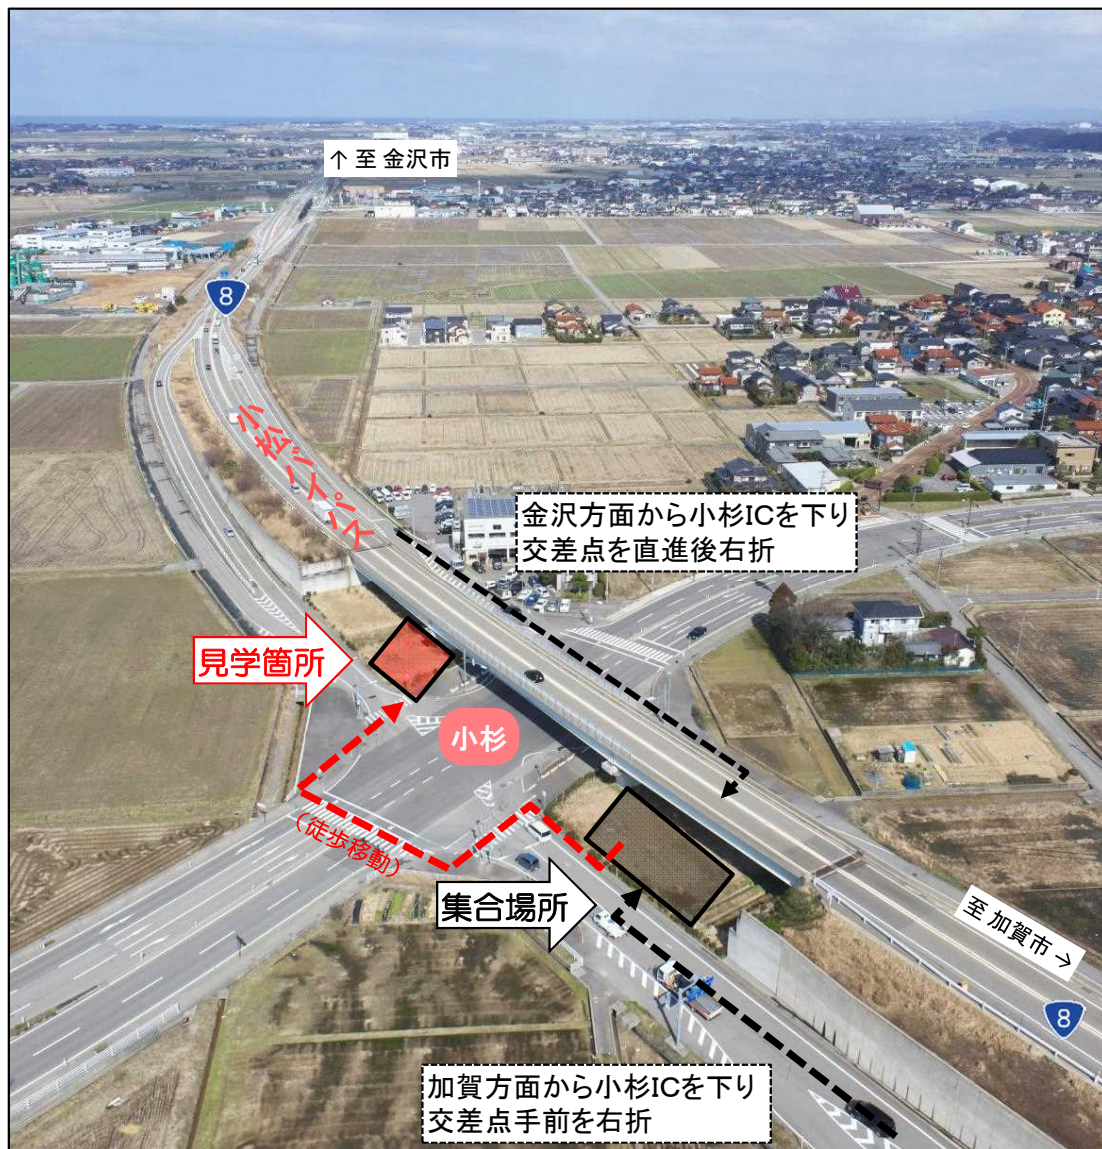 ↑ 至 金沢市
8
小松バイパス
金沢方面から小杉ICを下り
交差点を直進後右折
見学箇所
小杉
(徒歩移動)
集合場所
至 加賀市 →
8
加賀方面から小杉ICを下り
交差点手前を右折